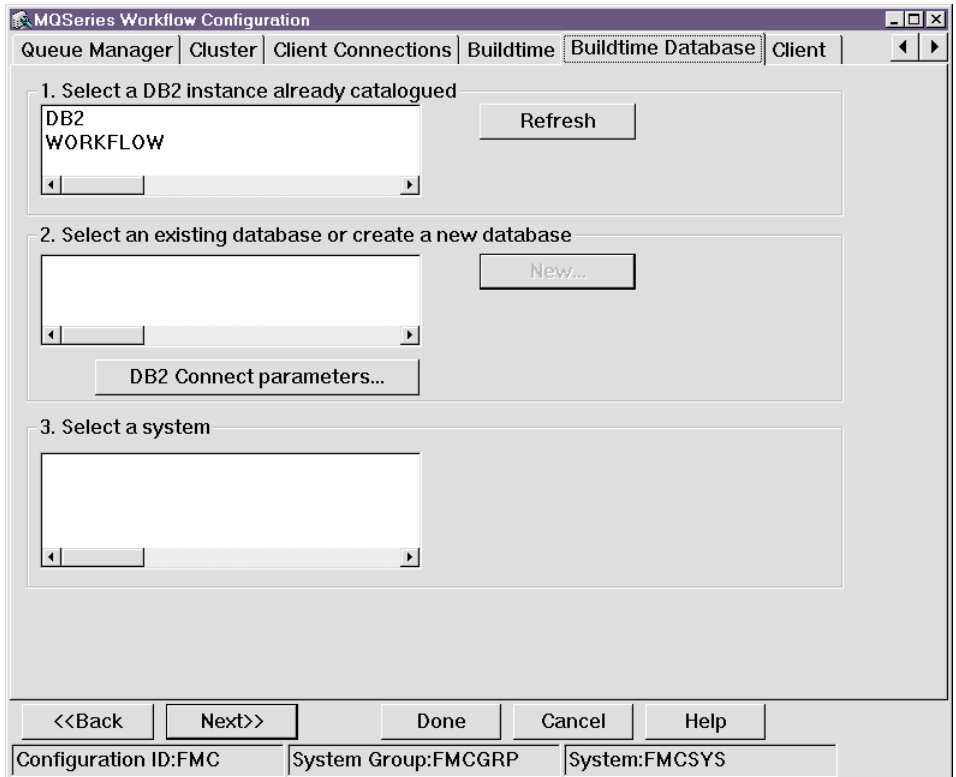 MQSeries Workflow Configuration
Queue Manager Cluster Client Connections Buildtime Buildtime Database Client
1. Select a DB2 instance already catalogued
DB2
WORKFLOW
Refresh
2. Select an existing database or create a new database
New...
DB2 Connect parameters...
3. Select a system
<<Back Next>> Done Cancel Help
Configuration ID:FMC System Group:FMCGRP System:FMCSYS